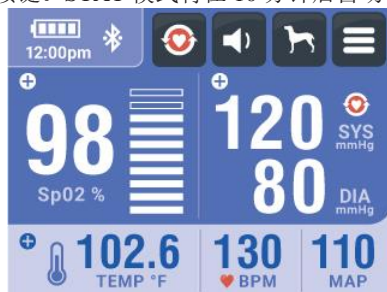 12:00pm
98
Sp02 %
120
SYS
mmHg
80
DIA
mmHg
102.6
TEMP °F
130
BPM
110
MAP